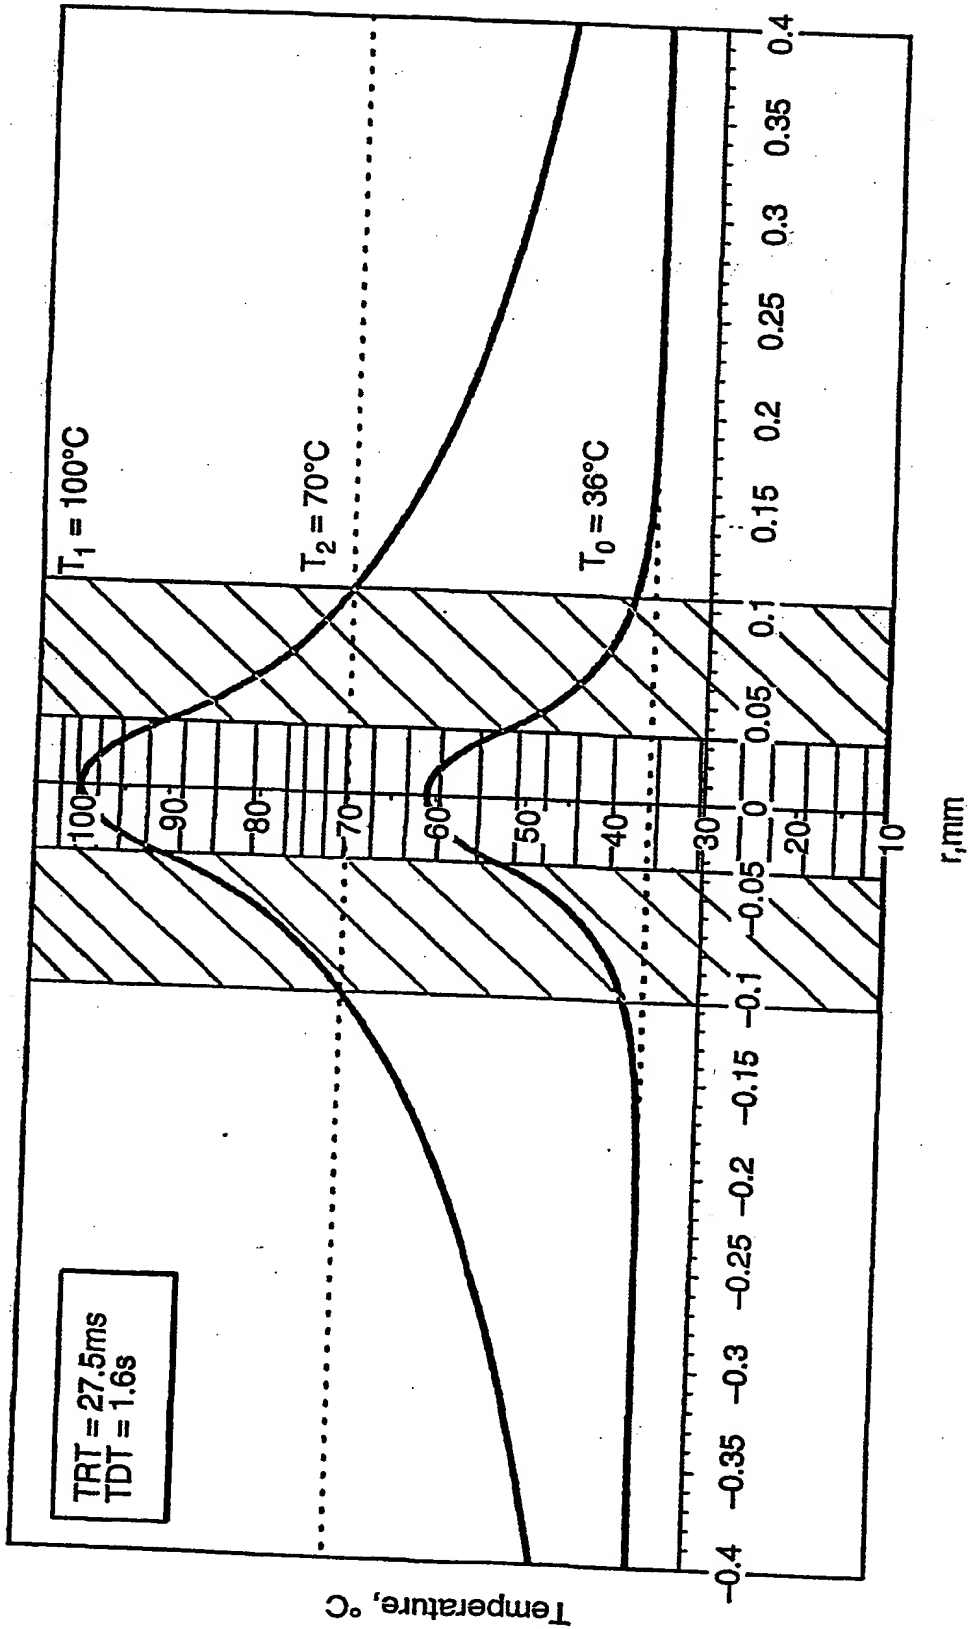 TRT = 27.5ms
TDT = 1.6s
T1 = 100°C
T2 = 70°C
T0 = 36°C
Temperature, °C
100
90
80
70
60
50
40
30
20
10
−0.4 −0.35 −0.3 −0.25 −0.2 −0.15 −0.1 −0.05 0 0.05 0.1 0.15 0.2 0.25 0.3 0.35 0.4
r,mm